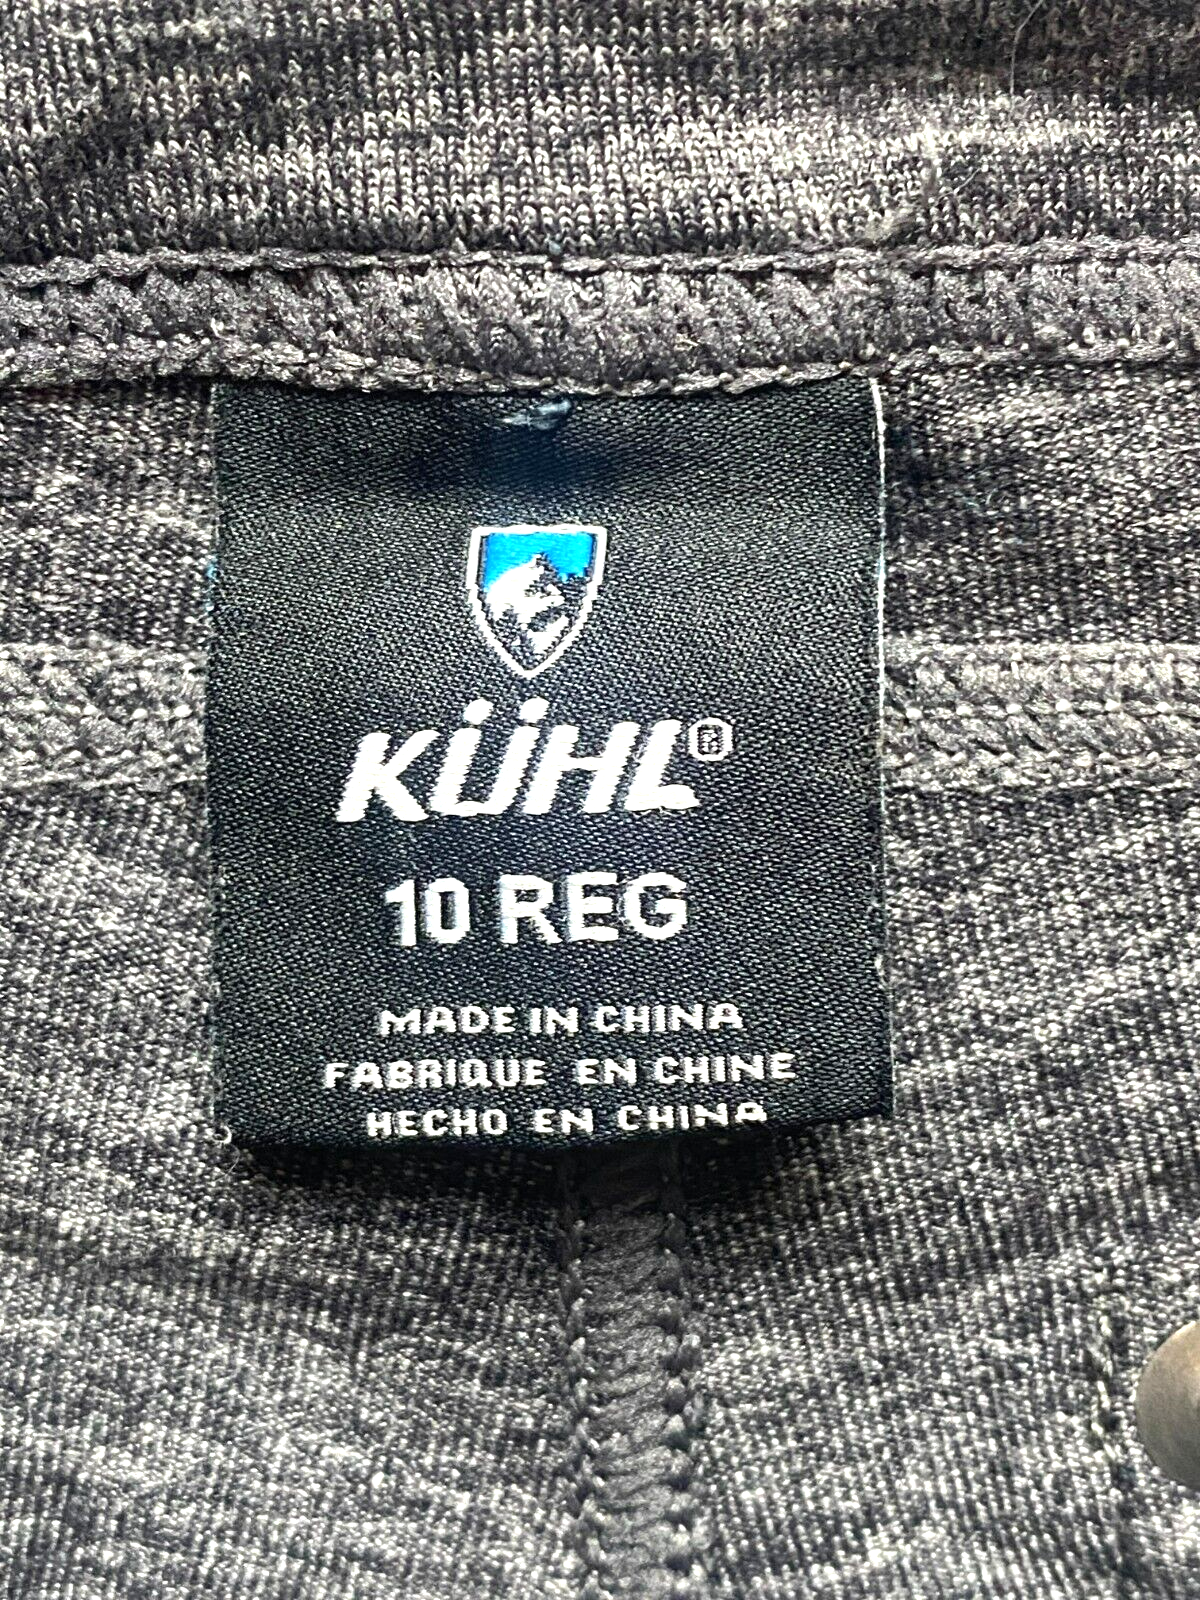 KÜHL®
10 REG
MADE IN CHINA
FABRIQUE EN CHINE
HECHO EN CHINA